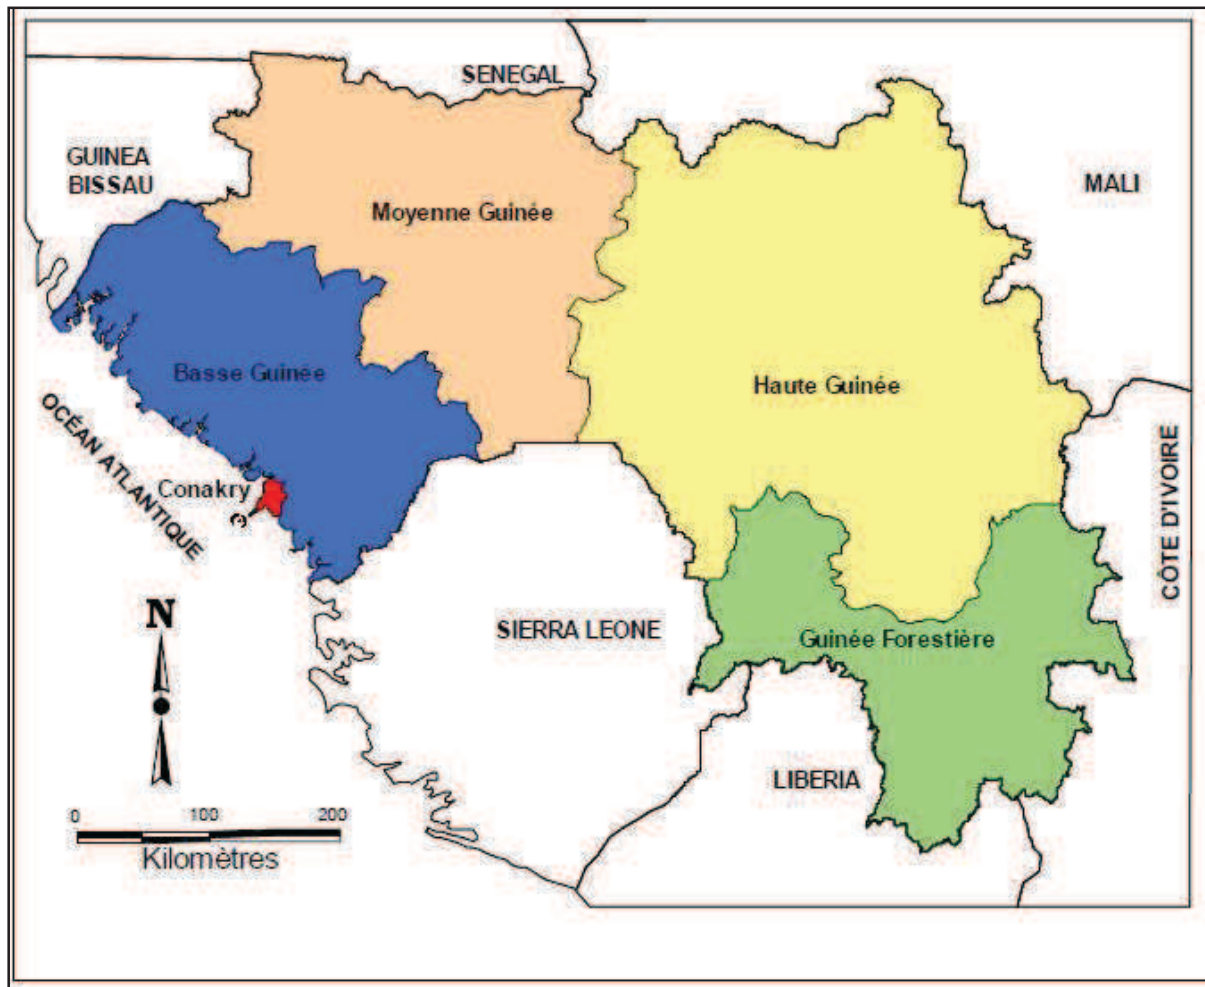 SENEGAL
GUINEA
BISSAU
MALI
Moyenne Guinée
Basse Guinée
Haute Guinée
OCÉAN ATLANTIQUE
Conakry
CÔTE D'IVOIRE
N
SIERRA LEONE
Guinée Forestière
LIBERIA
0 100 200
Kilomètres